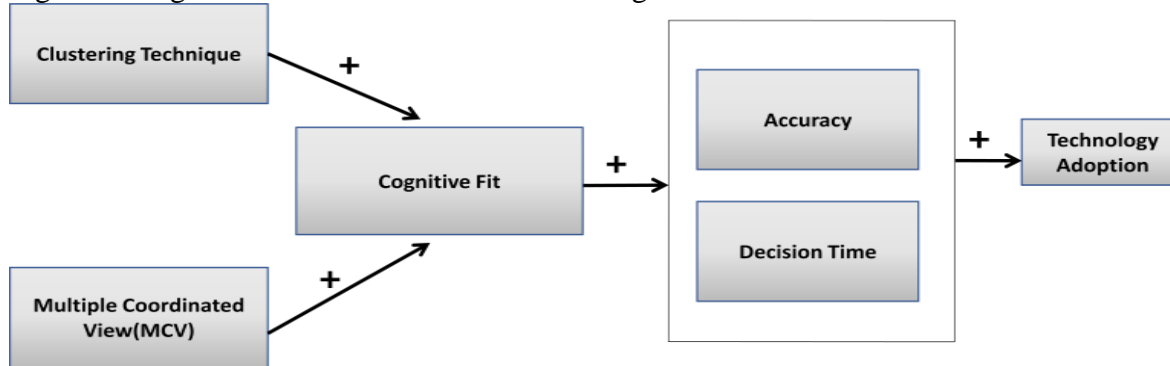 Clustering Technique
+
Cognitive Fit
+
Multiple Coordinated
View(MCV)
+
Accuracy
Decision Time
+
Technology
Adoption